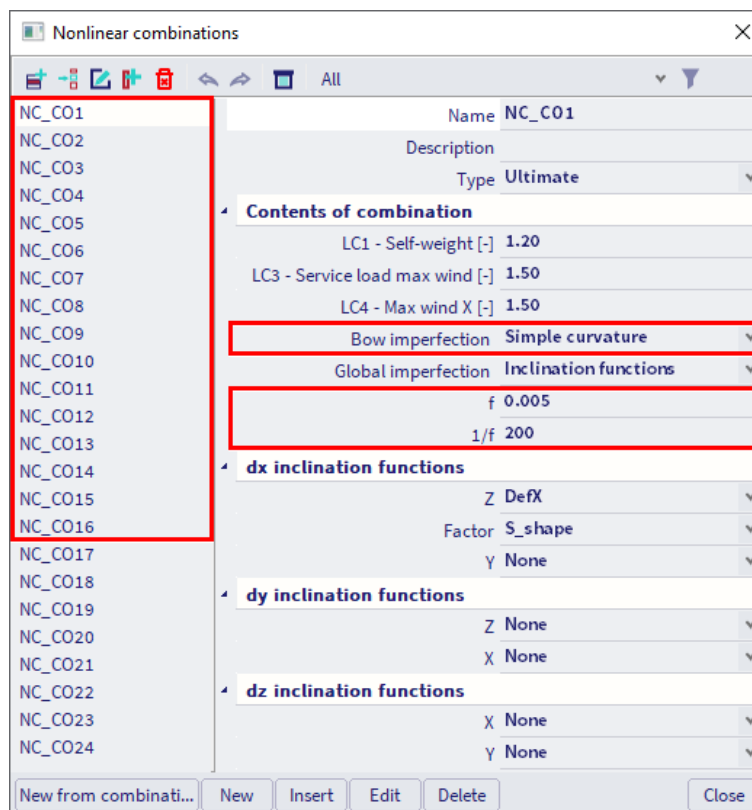 Nonlinear combinations
All
NC_CO1
NC_CO2
NC_CO3
NC_CO4
NC_CO5
NC_CO6
NC_CO7
NC_CO8
NC_CO9
NC_CO10
NC_CO11
NC_CO12
NC_CO13
NC_CO14
NC_CO15
NC_CO16
NC_CO17
NC_CO18
NC_CO19
NC_CO20
NC_CO21
NC_CO22
NC_CO23
NC_CO24
Name NC_CO1
Description
Type Ultimate
Contents of combination
LC1 - Self-weight [-] 1.20
LC3 - Service load max wind [-] 1.50
LC4 - Max wind X [-] 1.50
Bow imperfection Simple curvature
Global imperfection Inclination functions
f 0.005
1/f 200
dx inclination functions
Z DefX
Factor S_shape
Y None
dy inclination functions
Z None
X None
dz inclination functions
X None
Y None
New from combinati... New Insert Edit Delete Close